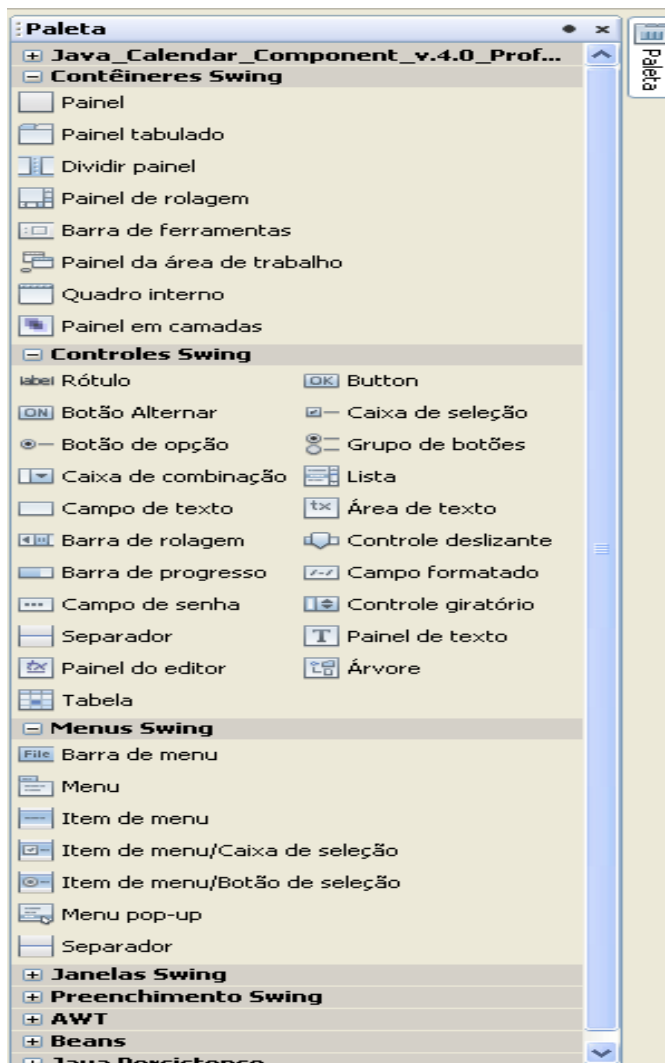 Paleta
Paleta
Java_Calendar_Component_v.4.0_Prof...
Contêineres Swing
Painel
Painel tabulado
Dividir painel
Painel de rolagem
Barra de ferramentas
Painel da área de trabalho
Quadro interno
Painel em camadas
Controles Swing
label Rótulo
OK Button
ON Botão Alternar
Caixa de seleção
Botão de opção
Grupo de botões
Caixa de combinação
Lista
Campo de texto
tx Área de texto
Barra de rolagem
Controle deslizante
Barra de progresso
Campo formatado
Campo de senha
Controle giratório
Separador
T Painel de texto
tx Painel do editor
Árvore
Tabela
Menus Swing
File Barra de menu
Menu
Item de menu
Item de menu/Caixa de seleção
Item de menu/Botão de seleção
Menu pop-up
Separador
Janelas Swing
Preenchimento Swing
AWT
Beans
Java Persistence